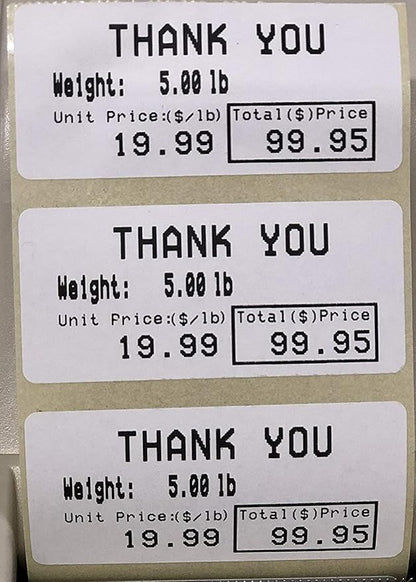 THANK YOU
Weight: 5.00 lb
Unit Price:($/lb) Total($)Price
19.99 99.95
THANK YOU
Weight: 5.00 lb
Unit Price:($/lb) Total($)Price
19.99 99.95
THANK YOU
Weight: 5.00 lb
Unit Price:($/lb) Total($)Price
19.99 99.95